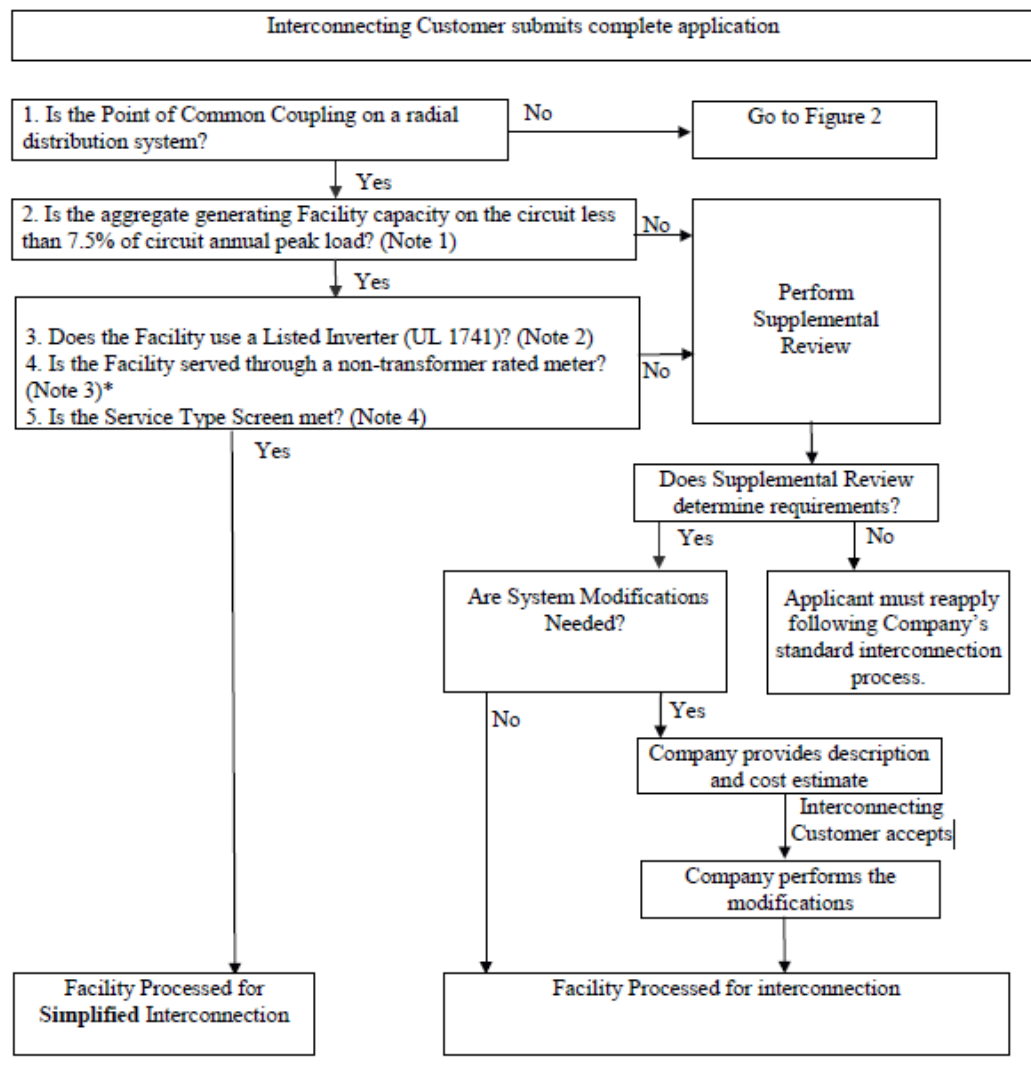 Interconnecting Customer submits complete application
1. Is the Point of Common Coupling on a radial
distribution system?
No
Go to Figure 2
Yes
2. Is the aggregate generating Facility capacity on the circuit less
than 7.5% of circuit annual peak load? (Note 1)
No
Perform
Supplemental
Review
Yes
3. Does the Facility use a Listed Inverter (UL 1741)? (Note 2)
4. Is the Facility served through a non-transformer rated meter?
(Note 3)*
5. Is the Service Type Screen met? (Note 4)
No
Yes
Does Supplemental Review
determine requirements?
Yes
No
Are System Modifications
Needed?
Applicant must reapply
following Company’s
standard interconnection
process.
No
Yes
Company provides description
and cost estimate
Interconnecting
Customer accepts
Company performs the
modifications
Facility Processed for
Simplified Interconnection
Facility Processed for interconnection